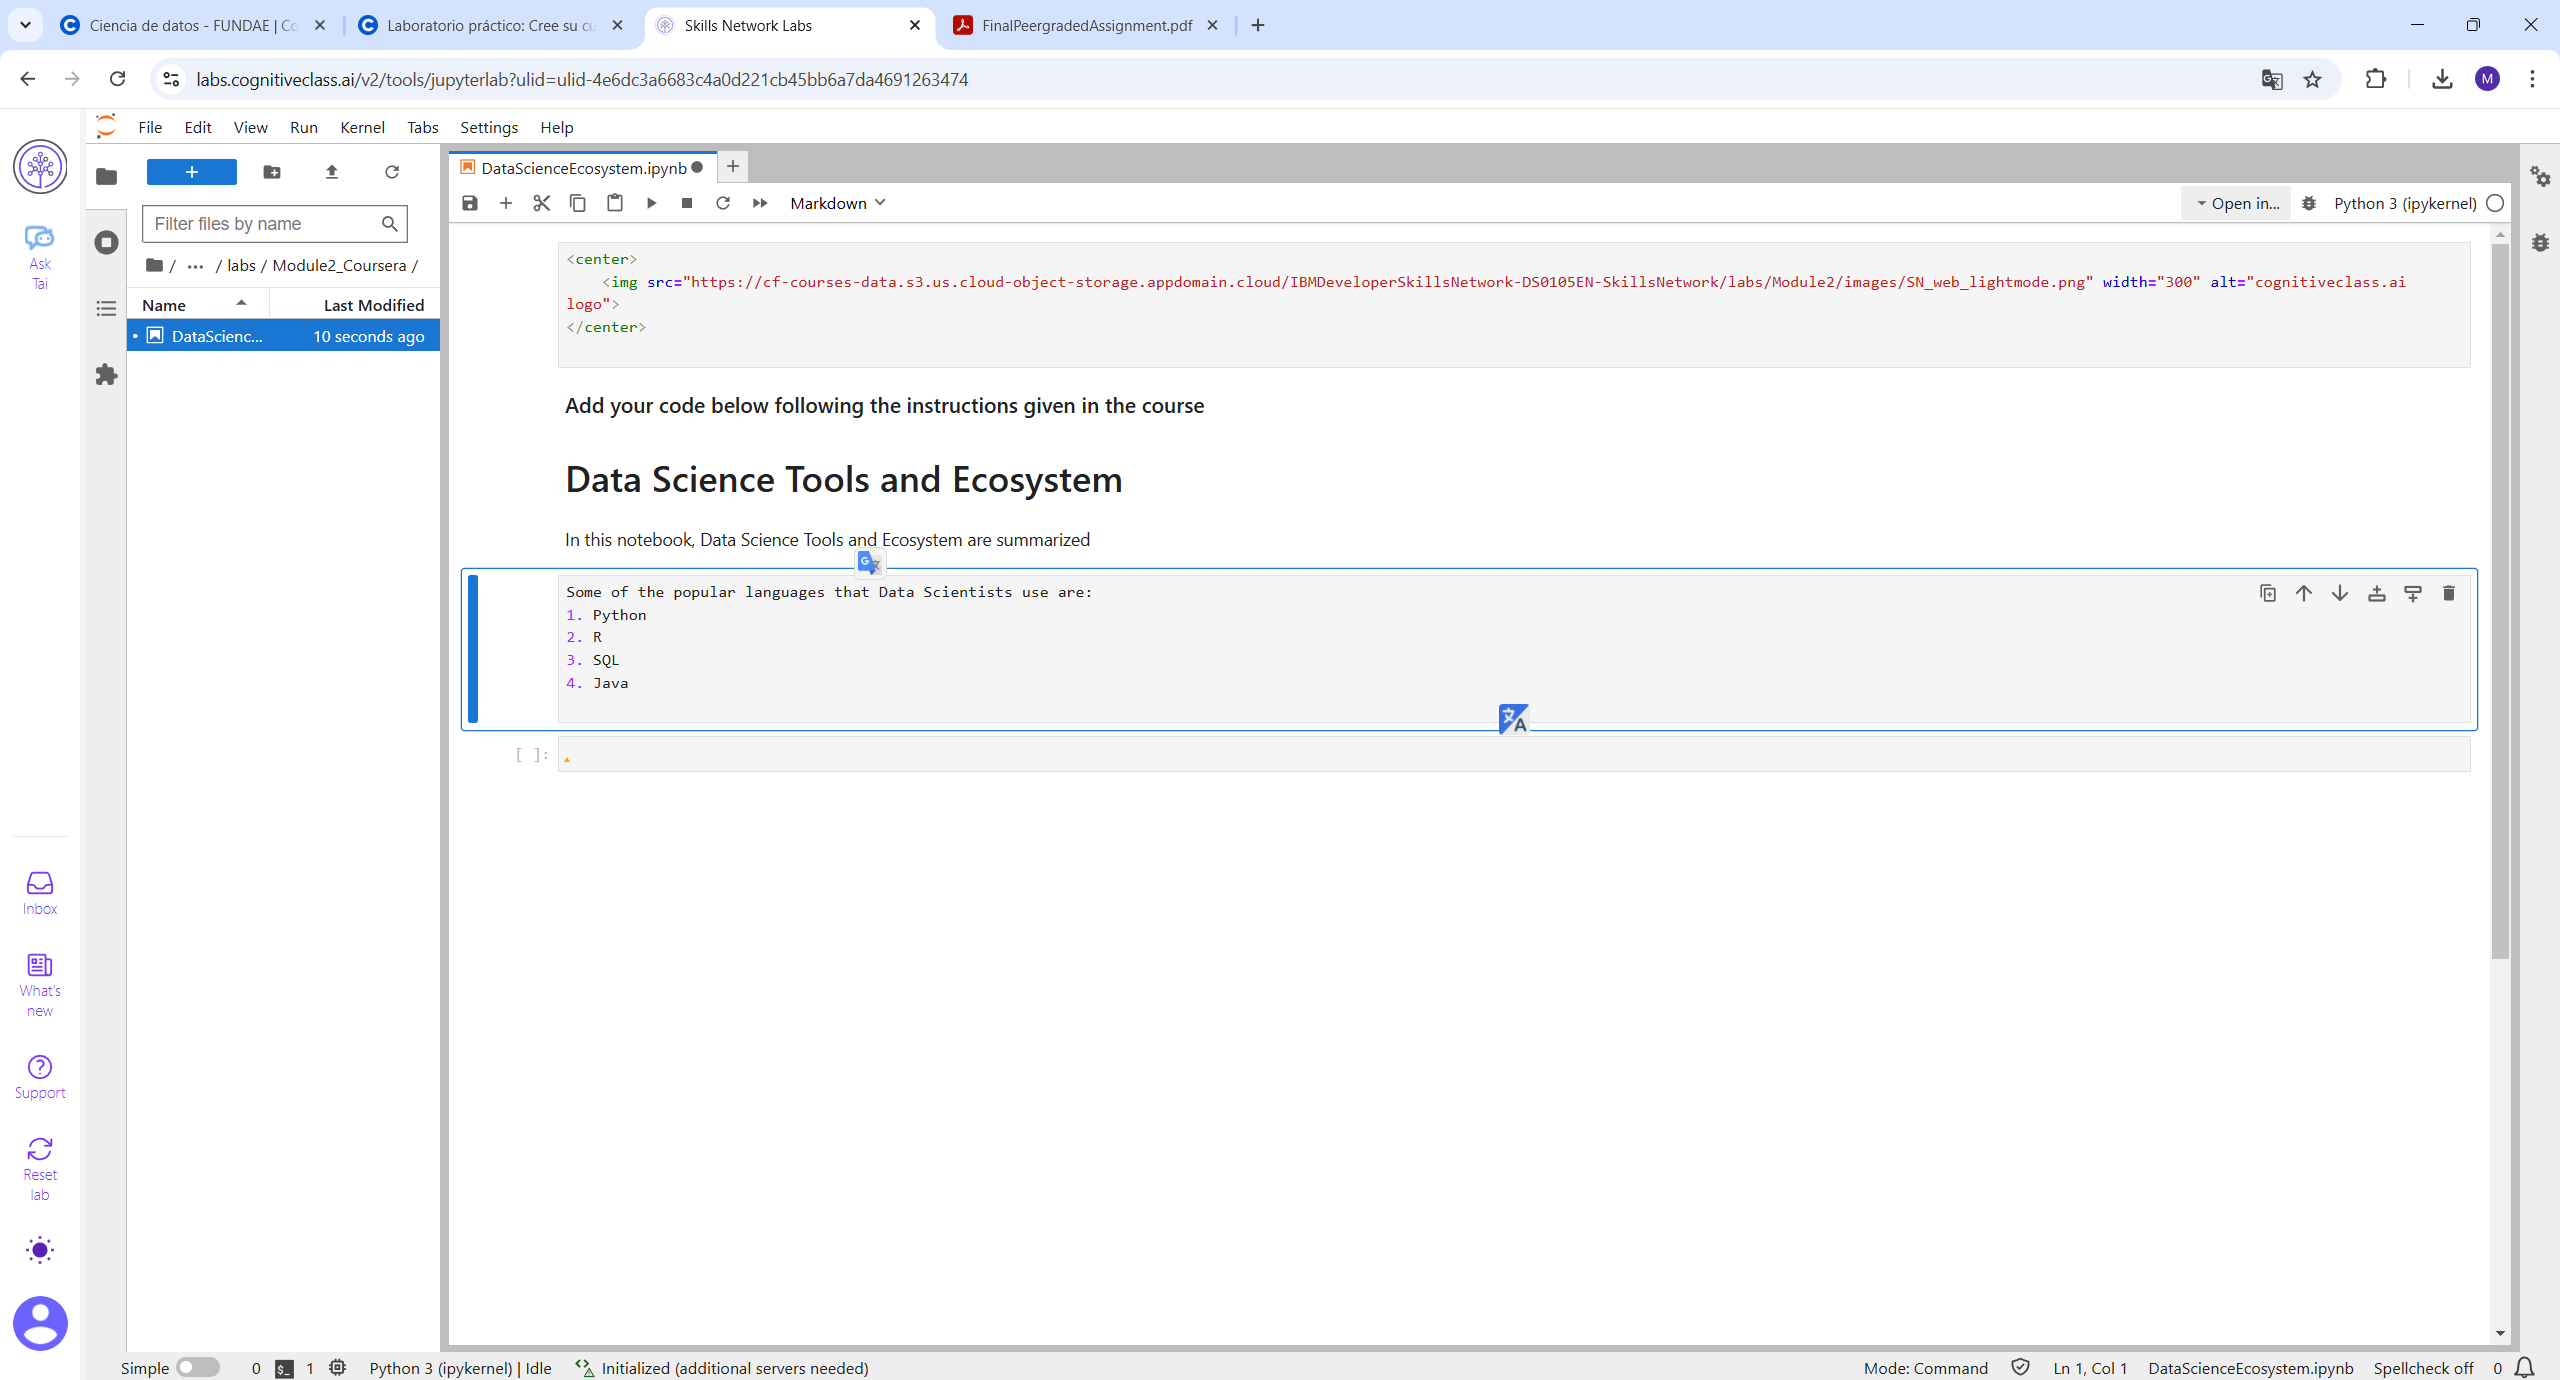 Ciencia de datos - FUNDAE | Co
Laboratorio práctico: Cree su cu
Skills Network Labs
FinalPeergradedAssignment.pdf
labs.cognitiveclass.ai/v2/tools/jupyterlab?ulid=ulid-4e6dc3a6683c4a0d221cb45bb6a7da4691263474
M
File Edit View Run Kernel Tabs Settings Help
Ask
Tai
Filter files by name
/ ... / labs / Module2_Coursera /
Name Last Modified
DataScienc... 10 seconds ago
DataScienceEcosystem.ipynb
Markdown
Open in...
Python 3 (ipykernel)
<center>
<img src="https://cf-courses-data.s3.us.cloud-object-storage.appdomain.cloud/IBMDeveloperSkillsNetwork-DS0105EN-SkillsNetwork/labs/Module2/images/SN_web_lightmode.png" width="300" alt="cognitiveclass.ai
logo">
</center>
Add your code below following the instructions given in the course
Data Science Tools and Ecosystem
In this notebook, Data Science Tools and Ecosystem are summarized
Some of the popular languages that Data Scientists use are:
1. Python
2. R
3. SQL
4. Java
[ ]:
Inbox
What's
new
Support
Reset
lab
Simple 0 1 Python 3 (ipykernel) | Idle Initialized (additional servers needed) Mode: Command Ln 1, Col 1 DataScienceEcosystem.ipynb Spellcheck off 0